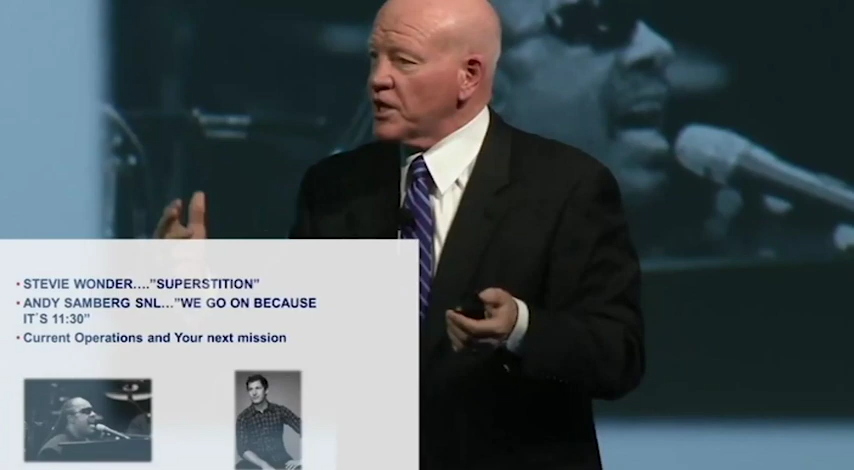 • STEVIE WONDER....”SUPERSTITION”
• ANDY SAMBERG SNL...”WE GO ON BECAUSE
IT´S 11:30”
• Current Operations and Your next mission